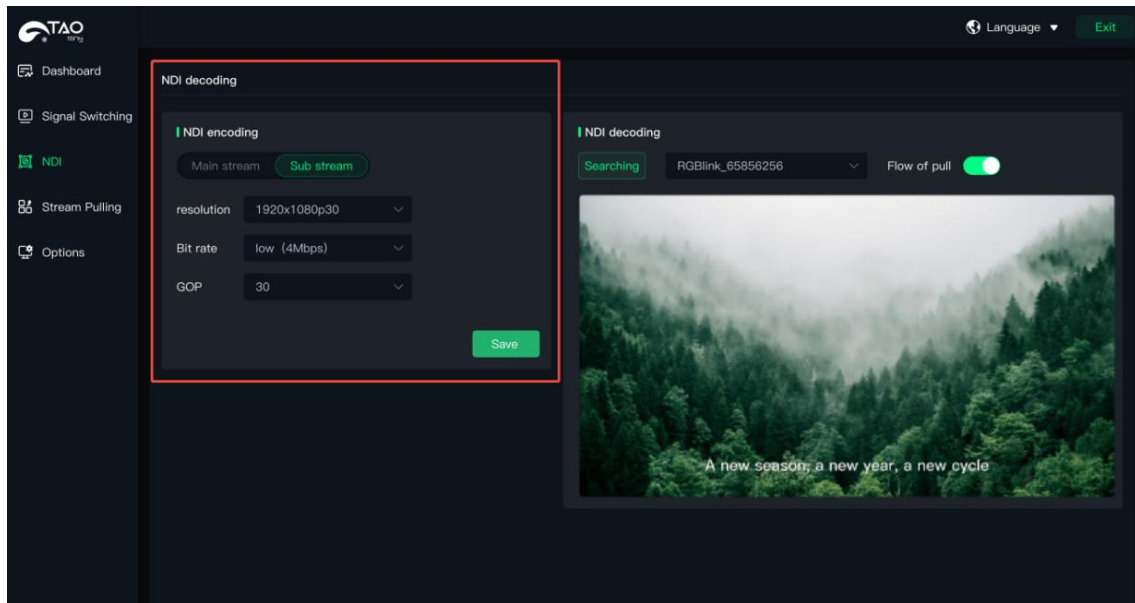 TAO
TONY
Language
Exit
Dashboard
Signal Switching
NDI
Stream Pulling
Options
NDI decoding
NDI encoding
Main stream
Sub stream
resolution
1920x1080p30
Bit rate
low (4Mbps)
GOP
30
Save
NDI decoding
Searching
RGBlink_65856256
Flow of pull
A new season, a new year, a new cycle